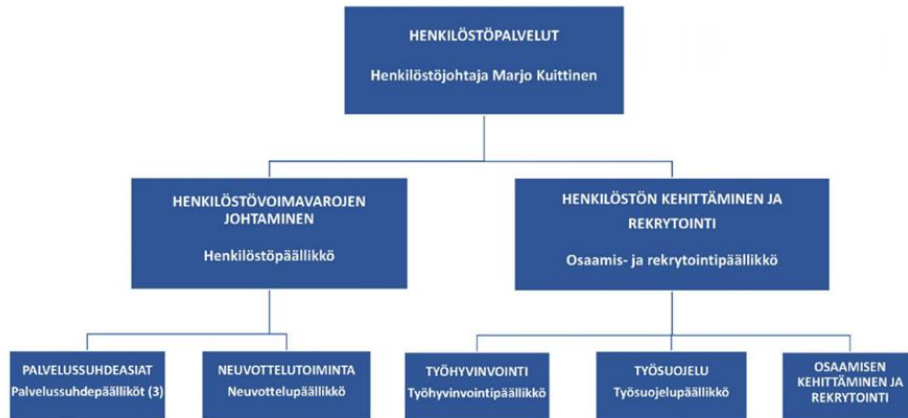 HENKILÖSTÖPALVELUT
Henkilöstöjohtaja Marjo Kuittinen
HENKILÖSTÖVOIMAVAROJEN
JOHTAMINEN
Henkilöstöpäällikkö
HENKILÖSTÖN KEHITTÄMINEN JA
REKRYTOINTI
Osaamis- ja rekrytointipäällikkö
PALVELUSSUHDEASIAT
Palvelussuhdepäälliköt (3)
NEUVOTTELUTOIMINTA
Neuvottelupäällikkö
TYÖHYVINVOINTI
Työhyvinvointipäällikkö
TYÖSUOJELU
Työsuojelupäällikkö
OSAAMISEN
KEHITTÄMINEN JA
REKRYTOINTI